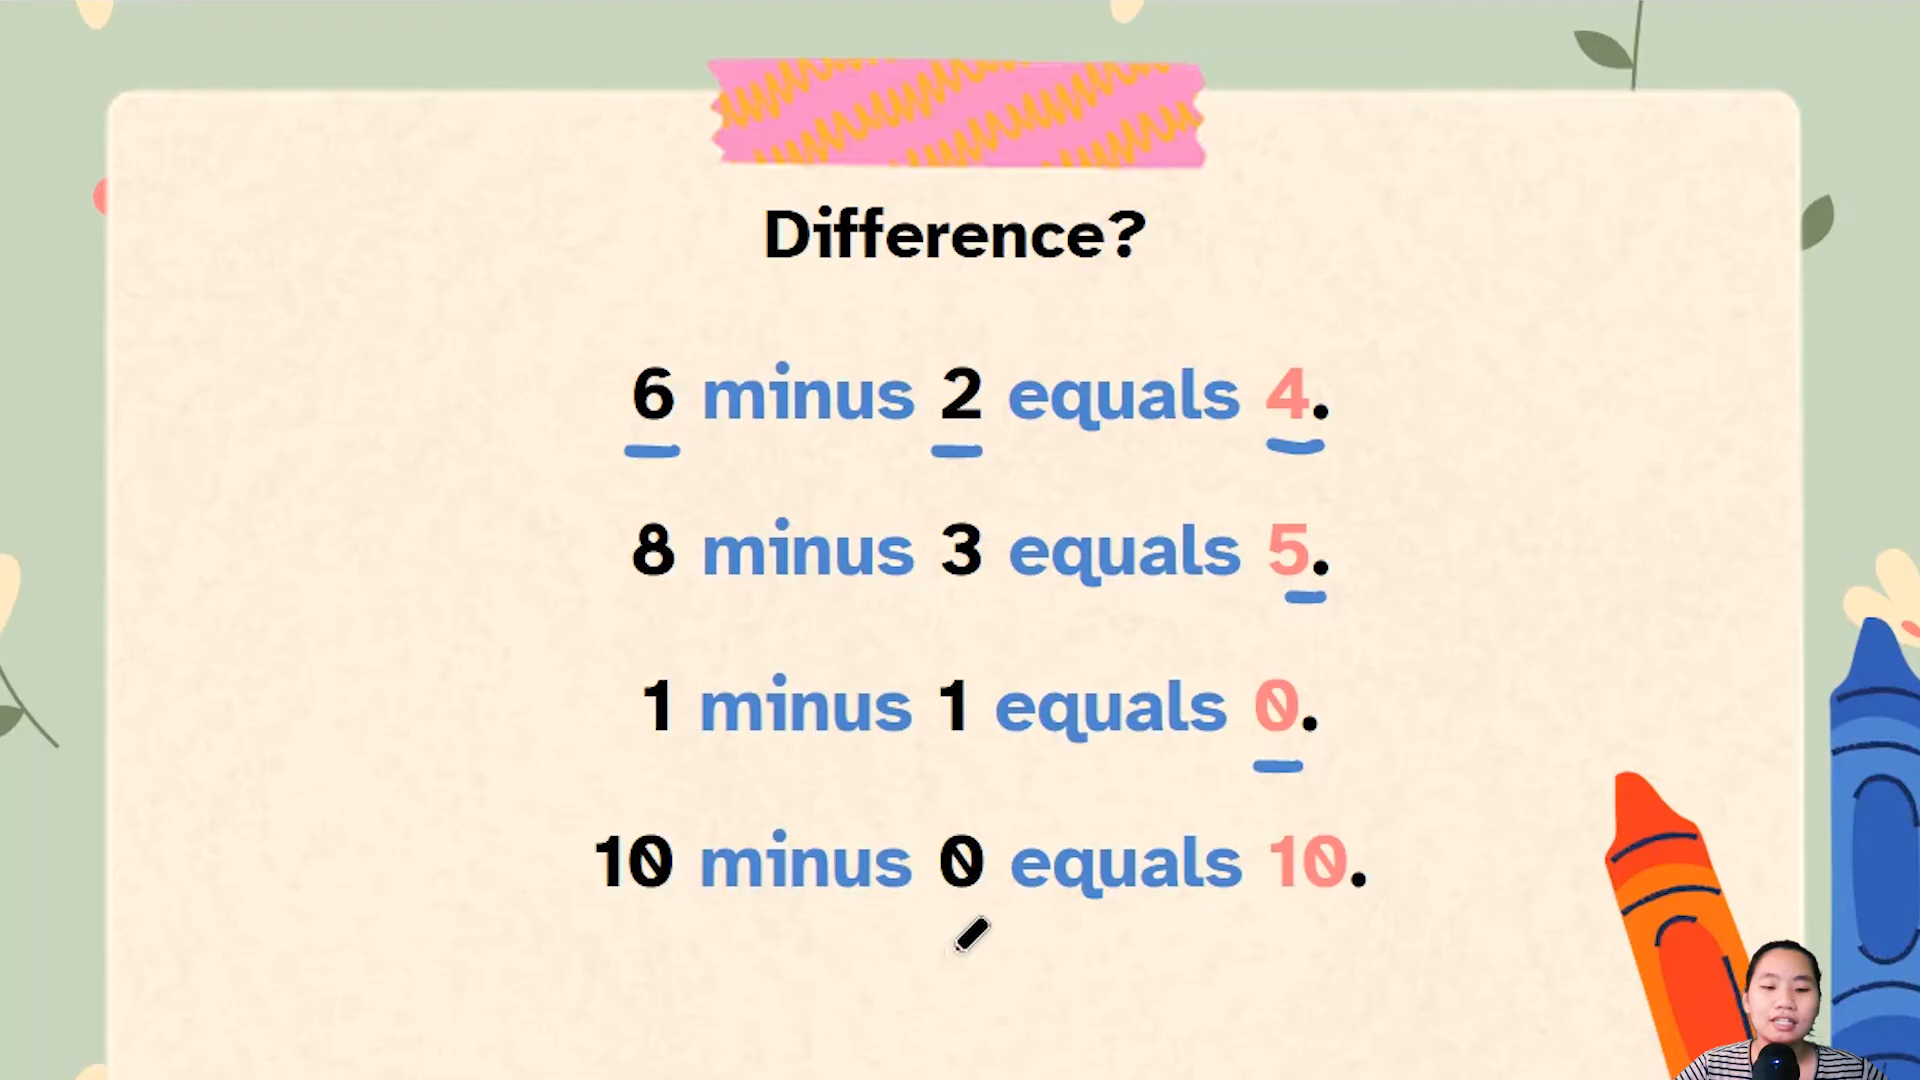 Difference?
6 minus 2 equals 4.
8 minus 3 equals 5.
1 minus 1 equals 0.
10 minus 0 equals 10.